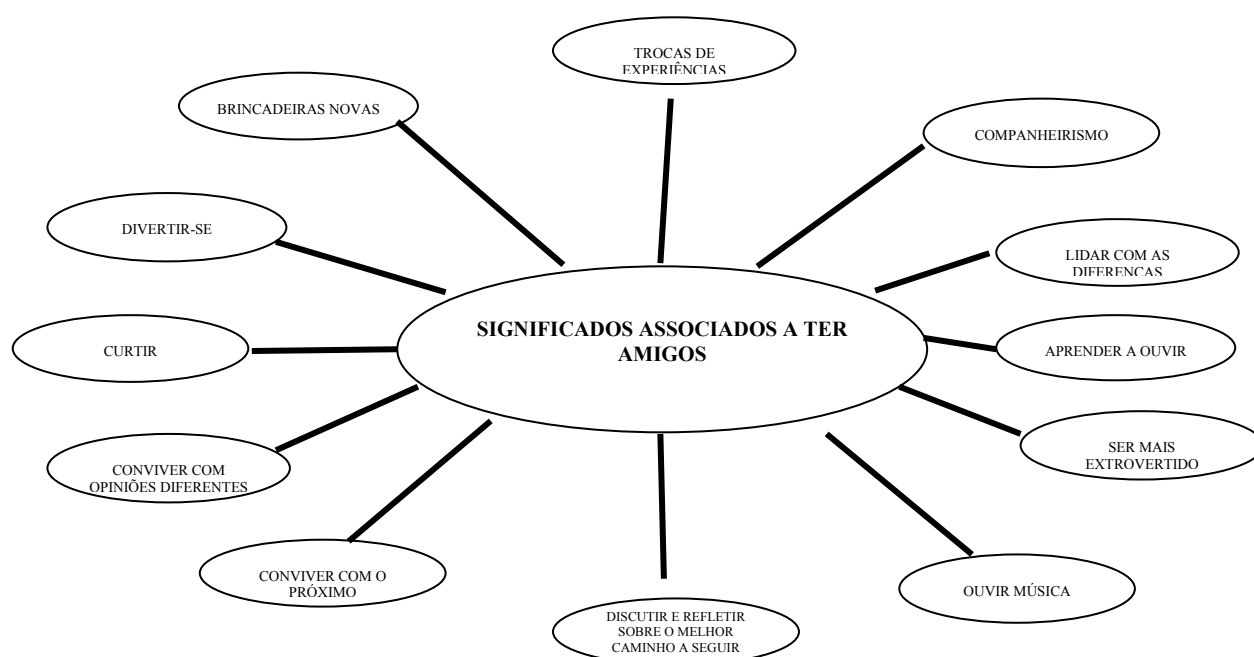 TROCAS DE
EXPERIÊNCIAS
BRINCADEIRAS NOVAS
COMPANHEIRISMO
DIVERTIR-SE
LIDAR COM AS
DIFERENÇAS
SIGNIFICADOS ASSOCIADOS A TER
AMIGOS
CURTIR
APRENDER A OUVIR
SER MAIS
EXTROVERTIDO
CONVIVER COM
OPINIÕES DIFERENTES
CONVIVER COM O
PRÓXIMO
OUVIR MÚSICA
DISCUTIR E REFLETIR
SOBRE O MELHOR
CAMINHO A SEGUIR